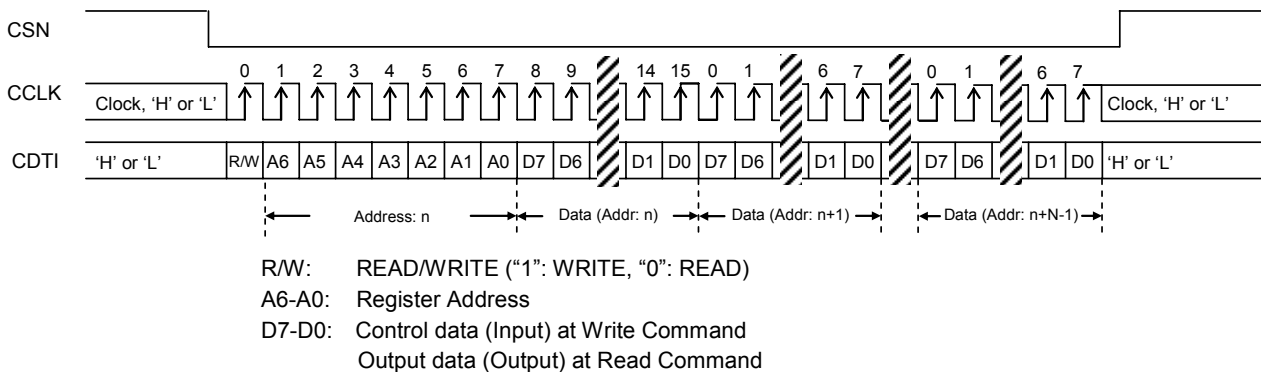 CSN
0 1 2 3 4 5 6 7 8 9 14 15 0 1 6 7 0 1 6 7
CCLK Clock, ‘H’ or ‘L’ Clock, ‘H’ or ‘L’
CDTI ‘H’ or ‘L’ R/W A6 A5 A4 A3 A2 A1 A0 D7 D6 D1 D0 D7 D6 D1 D0 D7 D6 D1 D0 ‘H’ or ‘L’
Address: n Data (Addr: n) Data (Addr: n+1) Data (Addr: n+N-1)
R/W: READ/WRITE (“1”: WRITE, “0”: READ)
A6-A0: Register Address
D7-D0: Control data (Input) at Write Command
Output data (Output) at Read Command